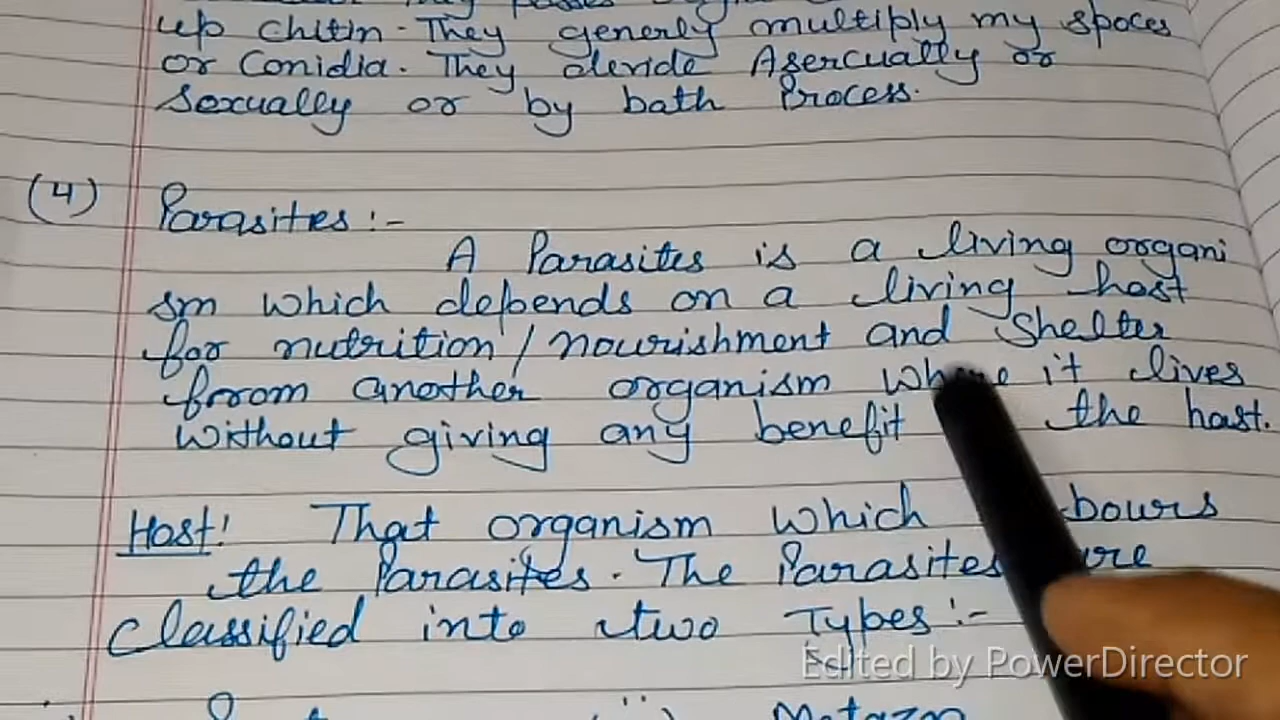 up Chitin. They generly multiply my spoces
or Conidia. They devide Asercually or
Sexually or by bath Process.
(4) Parasites :-
A Parasites is a living organi
sm which depends on a living host
for nutrition / nourishment and Shelter
from another organism where it lives
without giving any benefit the host.
Host! That organism which bours
the Parasites. The Parasites are
Classified into two Types :-
Edited by PowerDirector
ii) Metazoa